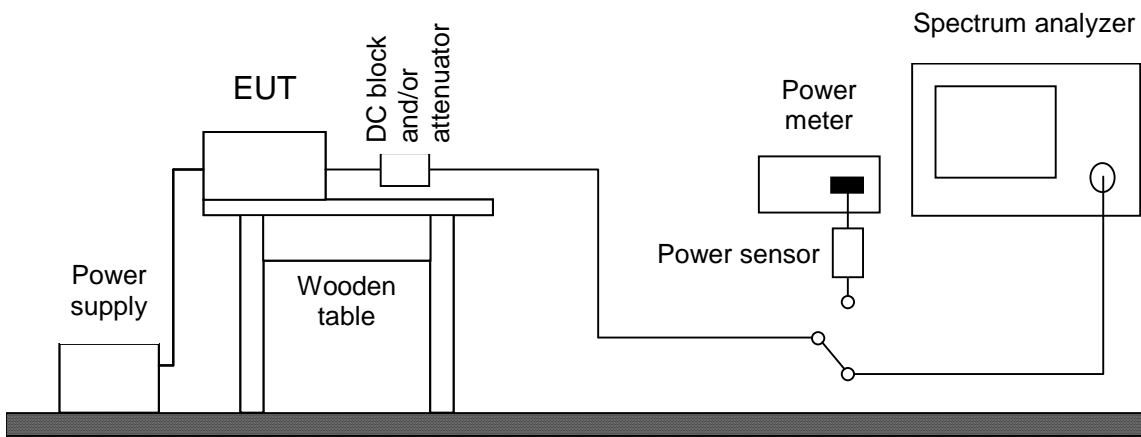 Spectrum analyzer
EUT
DC block
and/or
attenuator
Power
meter
Power sensor
Power
supply
Wooden
table